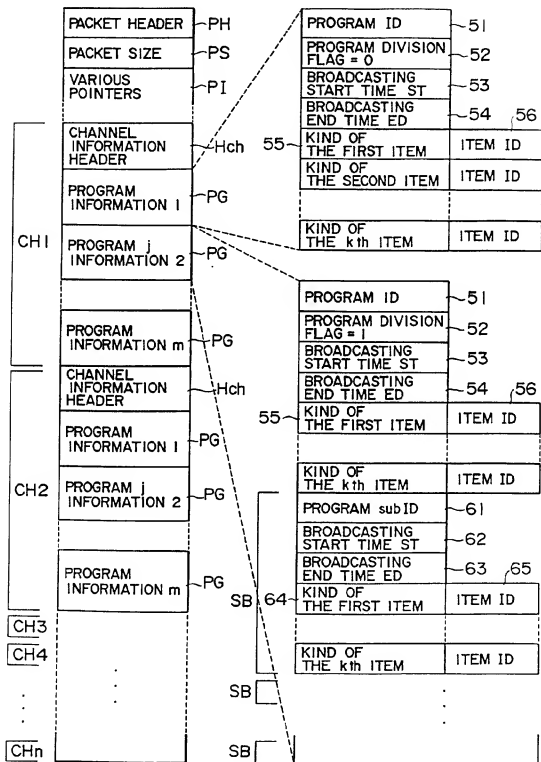 PACKET HEADER PH
PACKET SIZE PS
VARIOUS
POINTERS PI
CH1
CHANNEL
INFORMATION
HEADER Hch
PROGRAM
INFORMATION 1 PG
PROGRAM j
INFORMATION 2 PG
PROGRAM
INFORMATION m PG
CH2
CHANNEL
INFORMATION
HEADER Hch
PROGRAM
INFORMATION 1 PG
PROGRAM j
INFORMATION 2 PG
PROGRAM
INFORMATION m PG
CH3
CH4
CHn
PROGRAM ID 51
PROGRAM DIVISION
FLAG = 0 52
BROADCASTING
START TIME ST 53
BROADCASTING
END TIME ED 54
55 KIND OF
THE FIRST ITEM ITEM ID 56
KIND OF
THE SECOND ITEM ITEM ID
KIND OF
THE kth ITEM ITEM ID
PROGRAM ID 51
PROGRAM DIVISION
FLAG = 1 52
BROADCASTING
START TIME ST 53
BROADCASTING
END TIME ED 54
55 KIND OF
THE FIRST ITEM ITEM ID 56
KIND OF
THE kth ITEM ITEM ID
SB
PROGRAM subID 61
BROADCASTING
START TIME ST 62
BROADCASTING
END TIME ED 63
64 KIND OF
THE FIRST ITEM ITEM ID 65
KIND OF
THE kth ITEM ITEM ID
SB
SB